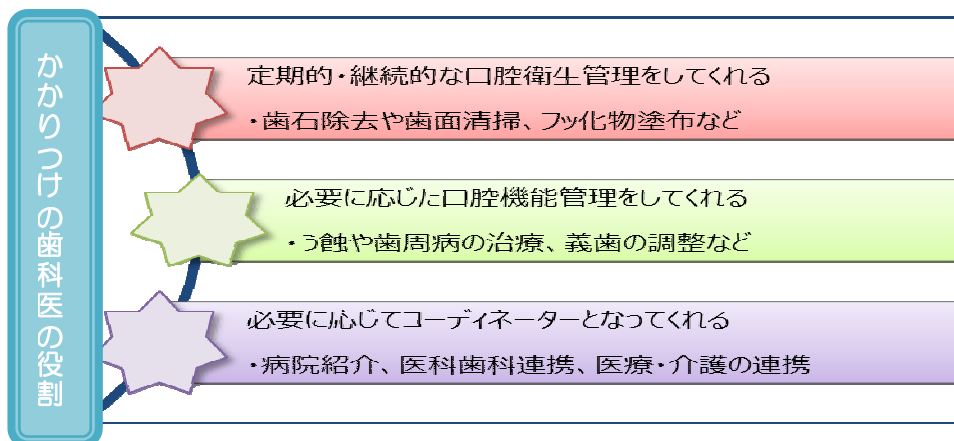 かかりつけの歯科医の役割
定期的・継続的な口腔衛生管理をしてくれる
・歯石除去や歯面清掃、フッ化物塗布など
必要に応じた口腔機能管理をしてくれる
・う蝕や歯周病の治療、義歯の調整など
必要に応じてコーディネーターとなってくれる
・病院紹介、医科歯科連携、医療・介護の連携